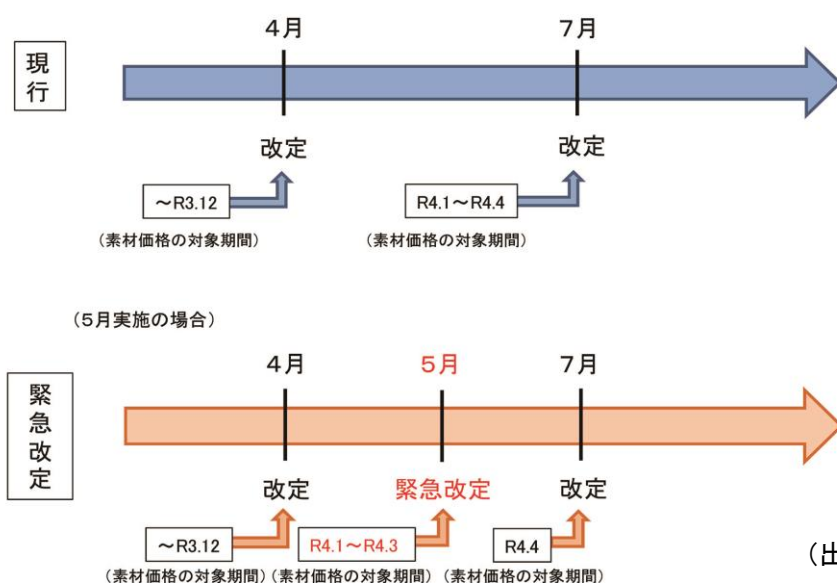 現行
4月 7月
改定 改定
～R3.12 R4.1～R4.4
(素材価格の対象期間) (素材価格の対象期間)
(5月実施の場合)
緊急改定
4月 5月 7月
改定 緊急改定 改定
～R3.12 R4.1～R4.3 R4.4
(素材価格の対象期間) (素材価格の対象期間) (素材価格の対象期間)
(出